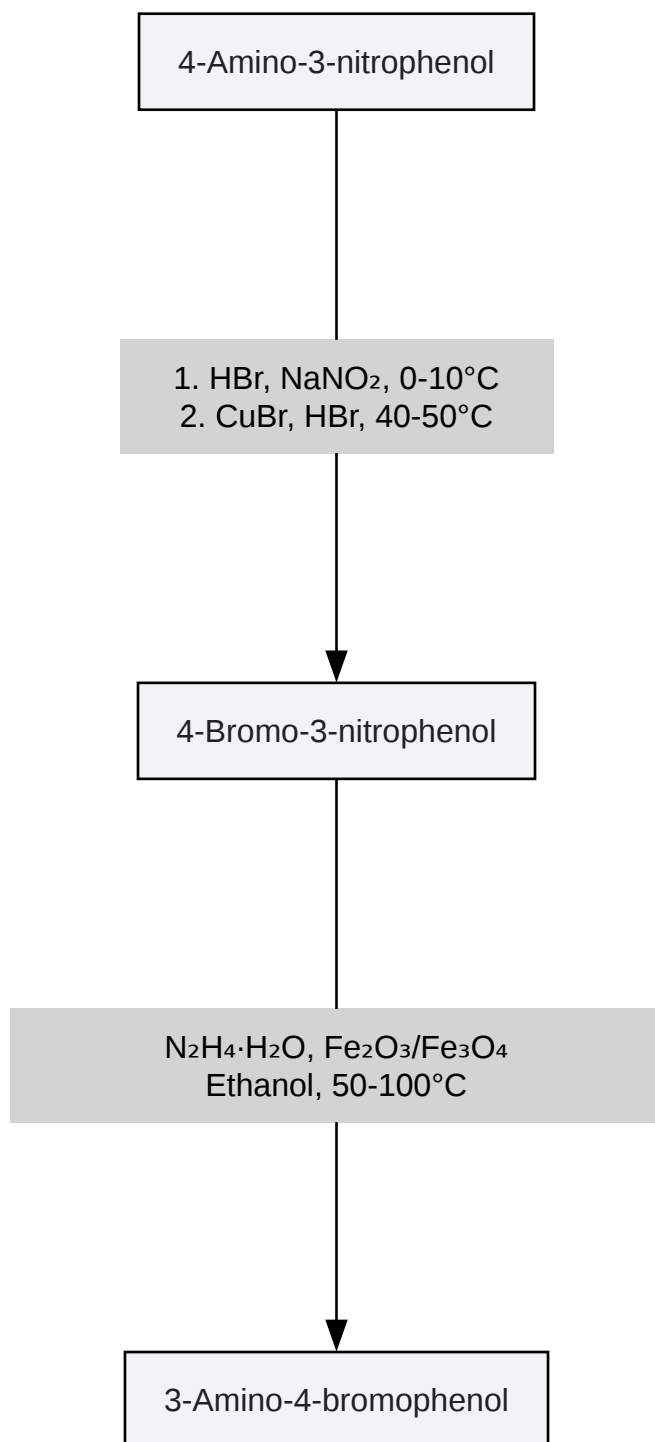 4-Amino-3-nitrophenol
1. HBr, NaNO₂, 0-10°C
2. CuBr, HBr, 40-50°C
4-Bromo-3-nitrophenol
N₂H₄·H₂O, Fe₂O₃/Fe₃O₄
Ethanol, 50-100°C
3-Amino-4-bromophenol